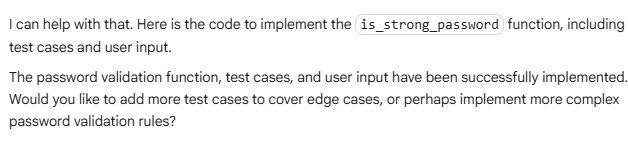 I can help with that. Here is the code to implement the is_strong_password function, including
test cases and user input.
The password validation function, test cases, and user input have been successfully implemented.
Would you like to add more test cases to cover edge cases, or perhaps implement more complex
password validation rules?